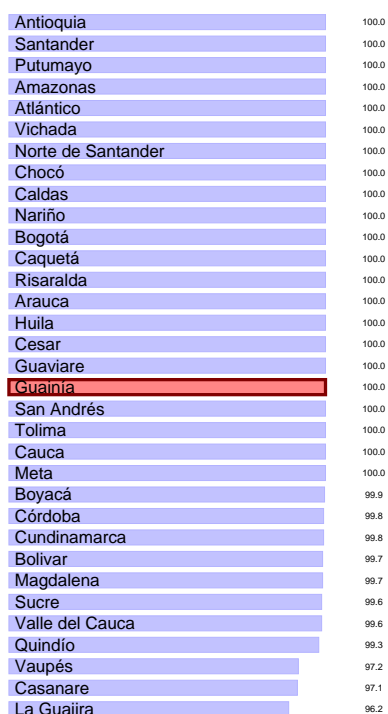 Antioquia 100.0
Santander 100.0
Putumayo 100.0
Amazonas 100.0
Atlántico 100.0
Vichada 100.0
Norte de Santander 100.0
Chocó 100.0
Caldas 100.0
Nariño 100.0
Bogotá 100.0
Caquetá 100.0
Risaralda 100.0
Arauca 100.0
Huila 100.0
Cesar 100.0
Guaviare 100.0
Guainía 100.0
San Andrés 100.0
Tolima 100.0
Cauca 100.0
Meta 100.0
Boyacá 99.9
Córdoba 99.8
Cundinamarca 99.8
Bolivar 99.7
Magdalena 99.7
Sucre 99.6
Valle del Cauca 99.6
Quindío 99.3
Vaupés 97.2
Casanare 97.1
La Guajira 96.2